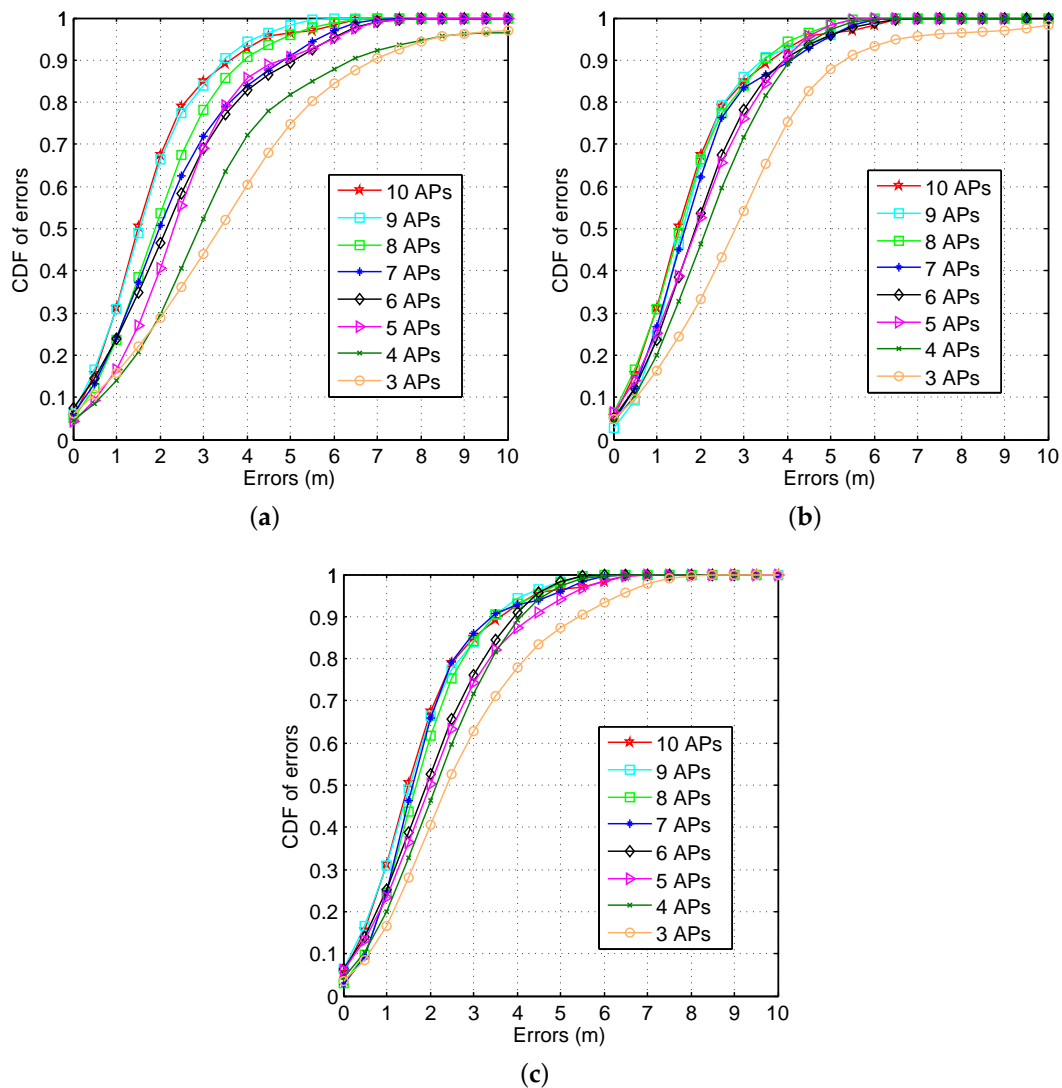 1
0.9
0.8
0.7
0.6
0.5
0.4
0.3
0.2
0.1
0
CDF of errors
0 1 2 3 4 5 6 7 8 9 10
Errors (m)
10 APs
9 APs
8 APs
7 APs
6 APs
5 APs
4 APs
3 APs
(a)
1
0.9
0.8
0.7
0.6
0.5
0.4
0.3
0.2
0.1
0
CDF of errors
0 1 2 3 4 5 6 7 8 9 10
Errors (m)
10 APs
9 APs
8 APs
7 APs
6 APs
5 APs
4 APs
3 APs
(b)
1
0.9
0.8
0.7
0.6
0.5
0.4
0.3
0.2
0.1
0
CDF of errors
0 1 2 3 4 5 6 7 8 9 10
Errors (m)
10 APs
9 APs
8 APs
7 APs
6 APs
5 APs
4 APs
3 APs
(c)